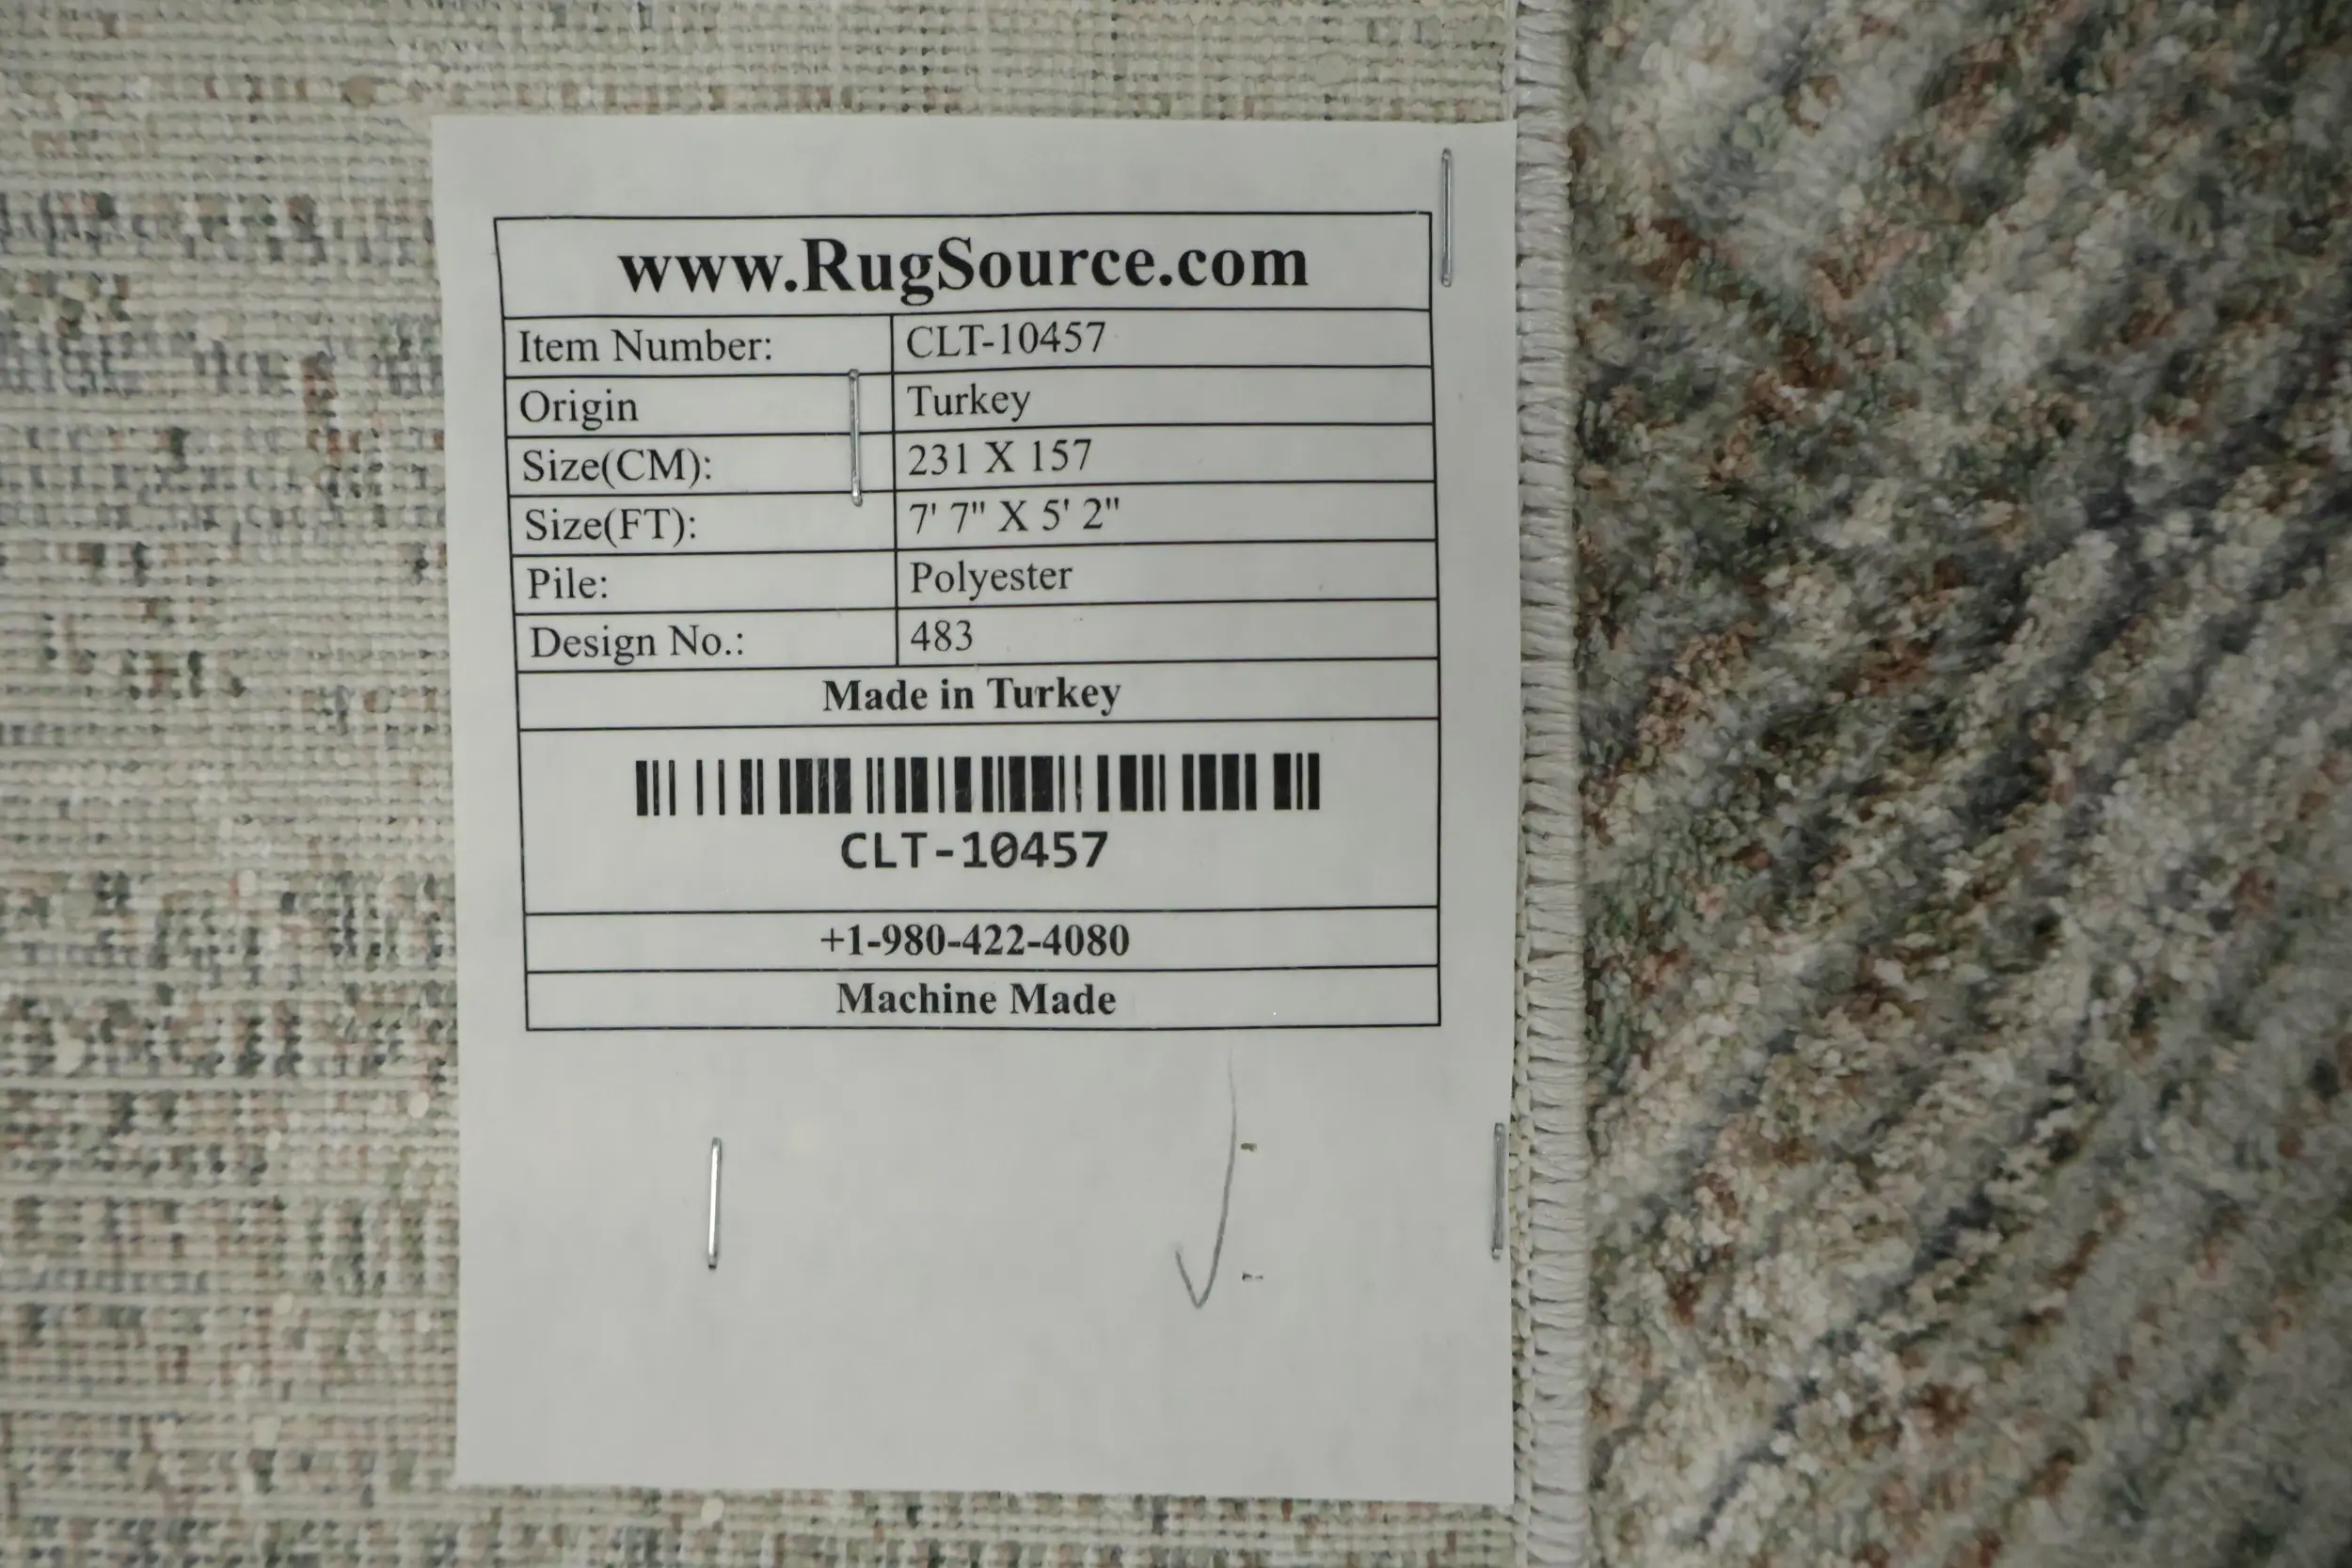 www.RugSource.com
Item Number: CLT-10457
Origin Turkey
Size(CM): 231 X 157
Size(FT): 7' 7" X 5' 2"
Pile: Polyester
Design No.: 483
Made in Turkey
CLT-10457
+1-980-422-4080
Machine Made